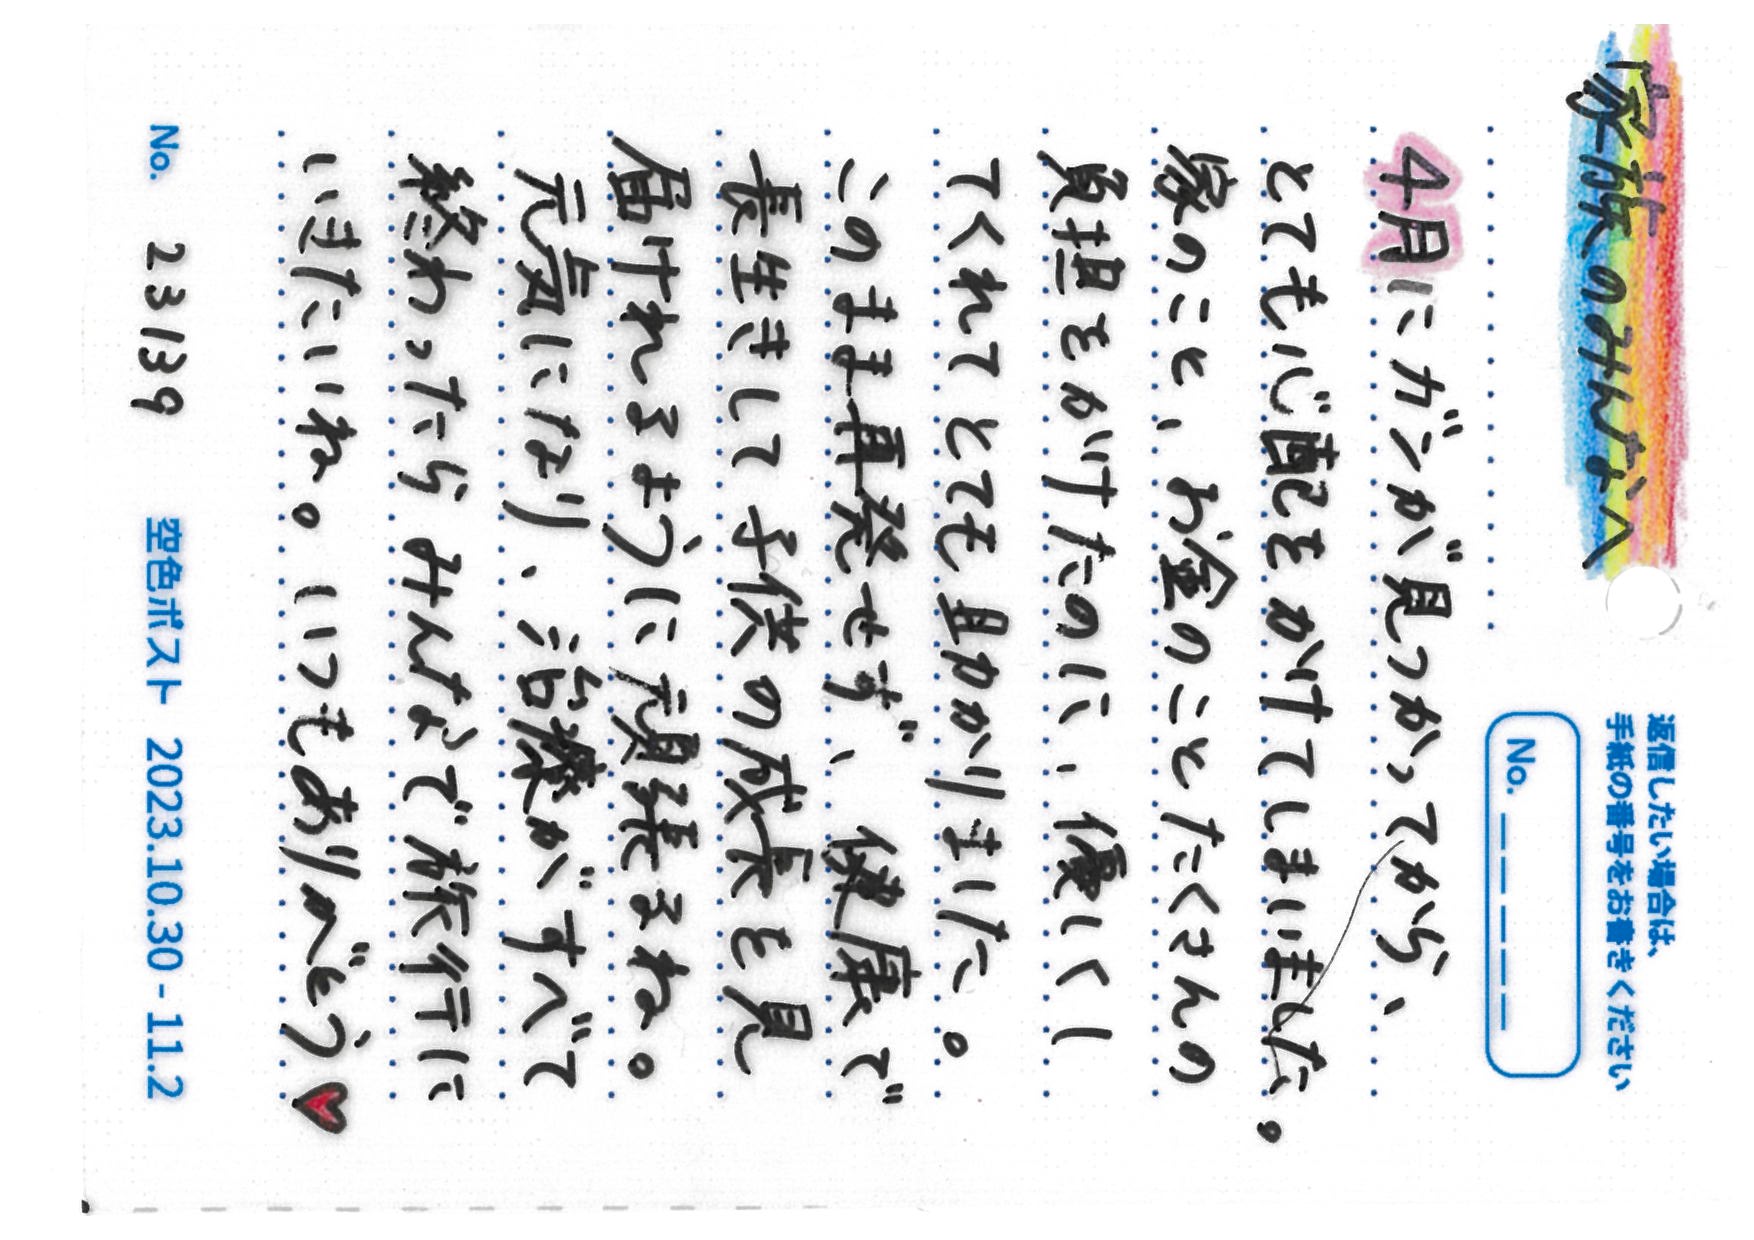 家族のみんなへ
返信したい場合は、
手紙の番号をお書きください
No. _ _ _ _ _
4月にガンが見つかってから、
とても心配をかけてしまいました。
家のこと、お金のことたくさんの
負担をかけたのに、優しくし
てくれてとても助かりました。
このまま再発せず、健康で
長生きして子供の成長を見
届けれるように頑張るね。
元気になり、治療がすべて
終わったらみんなで旅行に
いきたいね。いつもありがとう♥
No. 23139
空色ポスト 2023.10.30 - 11.2